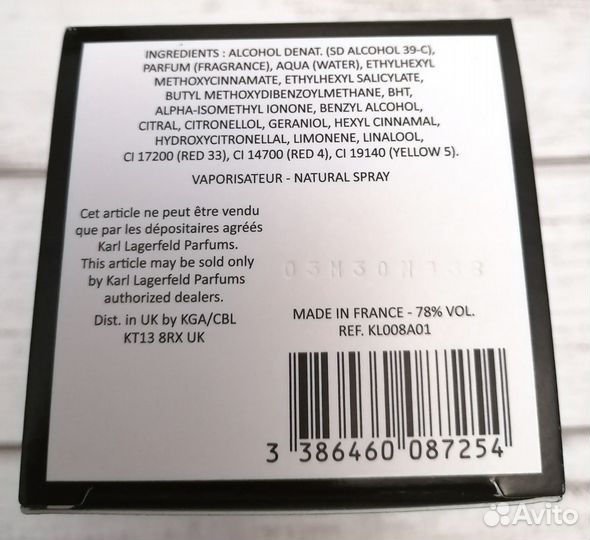 INGREDIENTS : ALCOHOL DENAT. (SD ALCOHOL 39-C),
PARFUM (FRAGRANCE), AQUA (WATER), ETHYLHEXYL
METHOXYCINNAMATE, ETHYLHEXYL SALICYLATE,
BUTYL METHOXYDIBENZOYLMETHANE, BHT,
ALPHA-ISOMETHYL IONONE, BENZYL ALCOHOL,
CITRAL, CITRONELLOL, GERANIOL, HEXYL CINNAMAL,
HYDROXYCITRONELLAL, LIMONENE, LINALOOL,
CI 17200 (RED 33), CI 14700 (RED 4), CI 19140 (YELLOW 5).
VAPORISATEUR - NATURAL SPRAY
Cet article ne peut être vendu
que par les dépositaires agréés
Karl Lagerfeld Parfums.
This article may be sold only
by Karl Lagerfeld Parfums
authorized dealers.
Dist. in UK by KGA/CBL
KT13 8RX UK
MADE IN FRANCE - 78% VOL.
REF. KL008A01
3 386460 087254
Avito